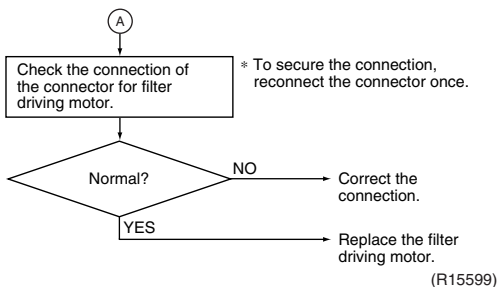 A
Check the connection of
the connector for filter
driving motor.
* To secure the connection,
reconnect the connector once.
Normal?
NO
Correct the
connection.
YES
Replace the filter
driving motor.
(R15599)